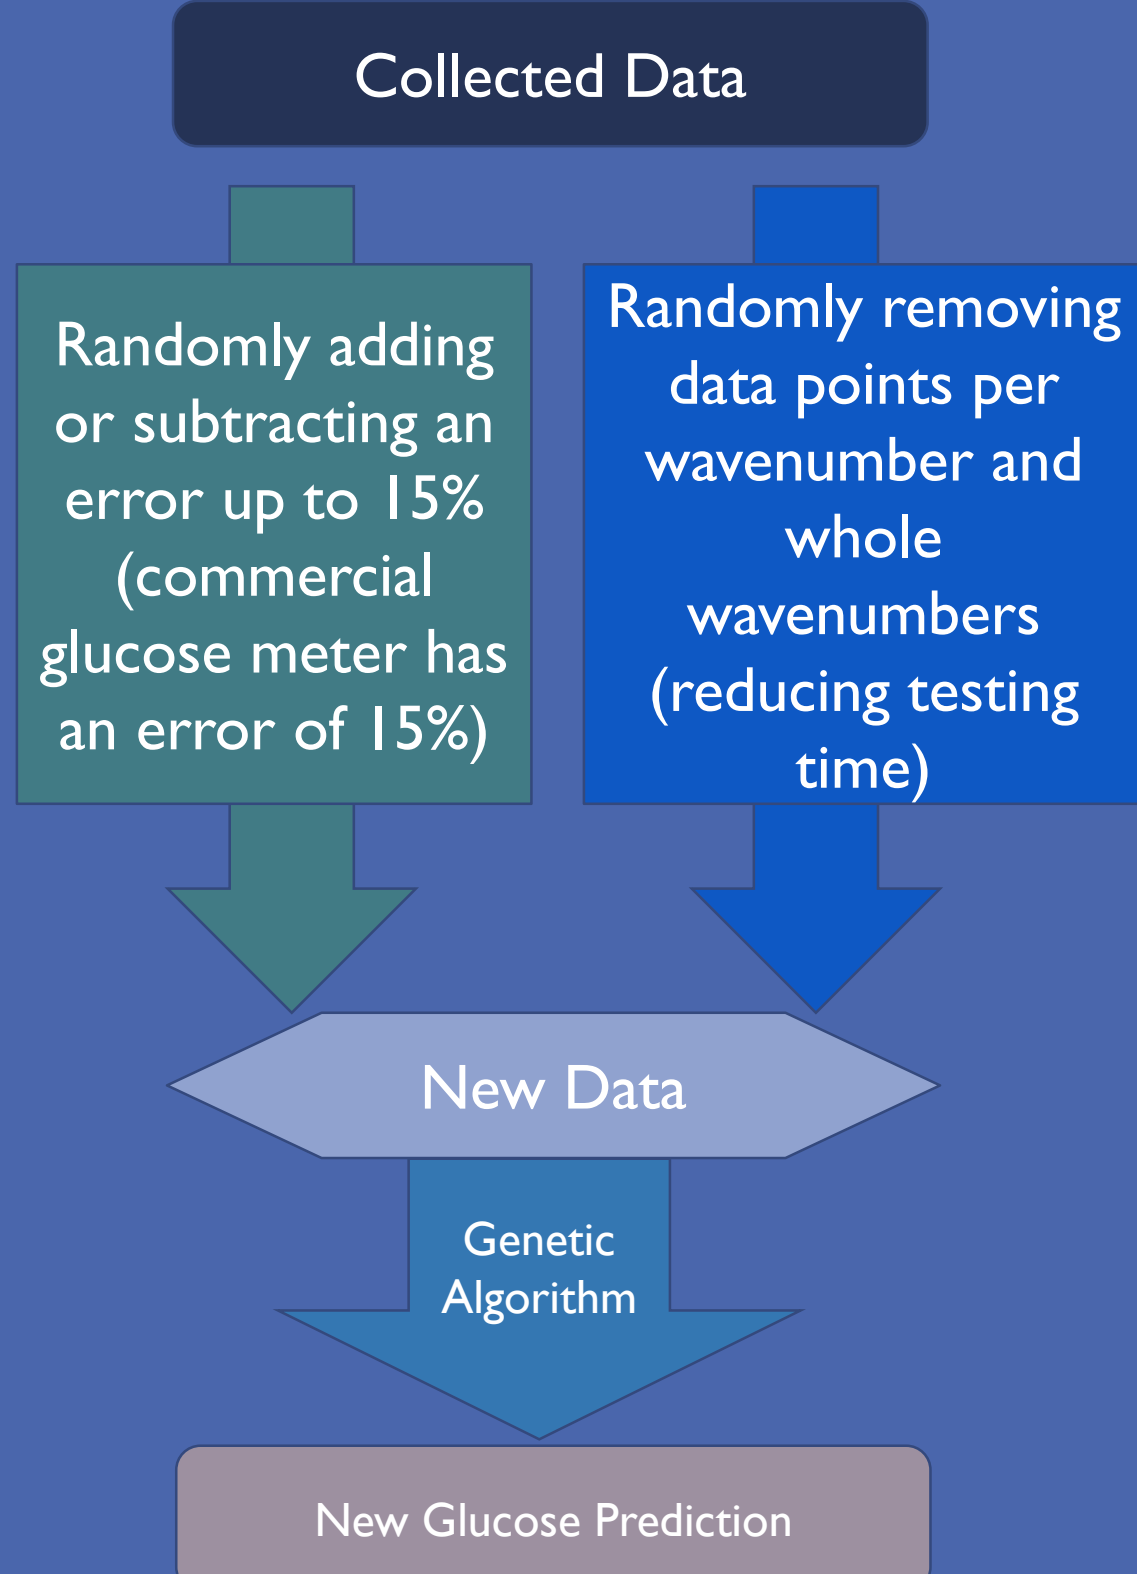 Collected Data
Randomly adding
or subtracting an
error up to 15%
(commercial
glucose meter has
an error of 15%)
Randomly removing
data points per
wavenumber and
whole
wavenumbers
(reducing testing
time)
New Data
Genetic
Algorithm
New Glucose Prediction